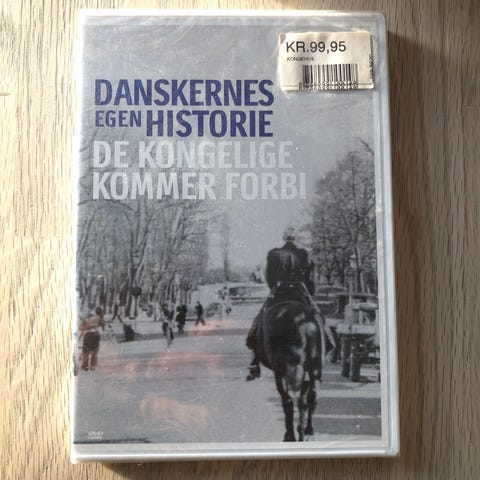 KR.99,95
KONGEHUS
DANSKERNES
EGEN HISTORIE
DE KONGELIGE
KOMMER FORBI
DVD